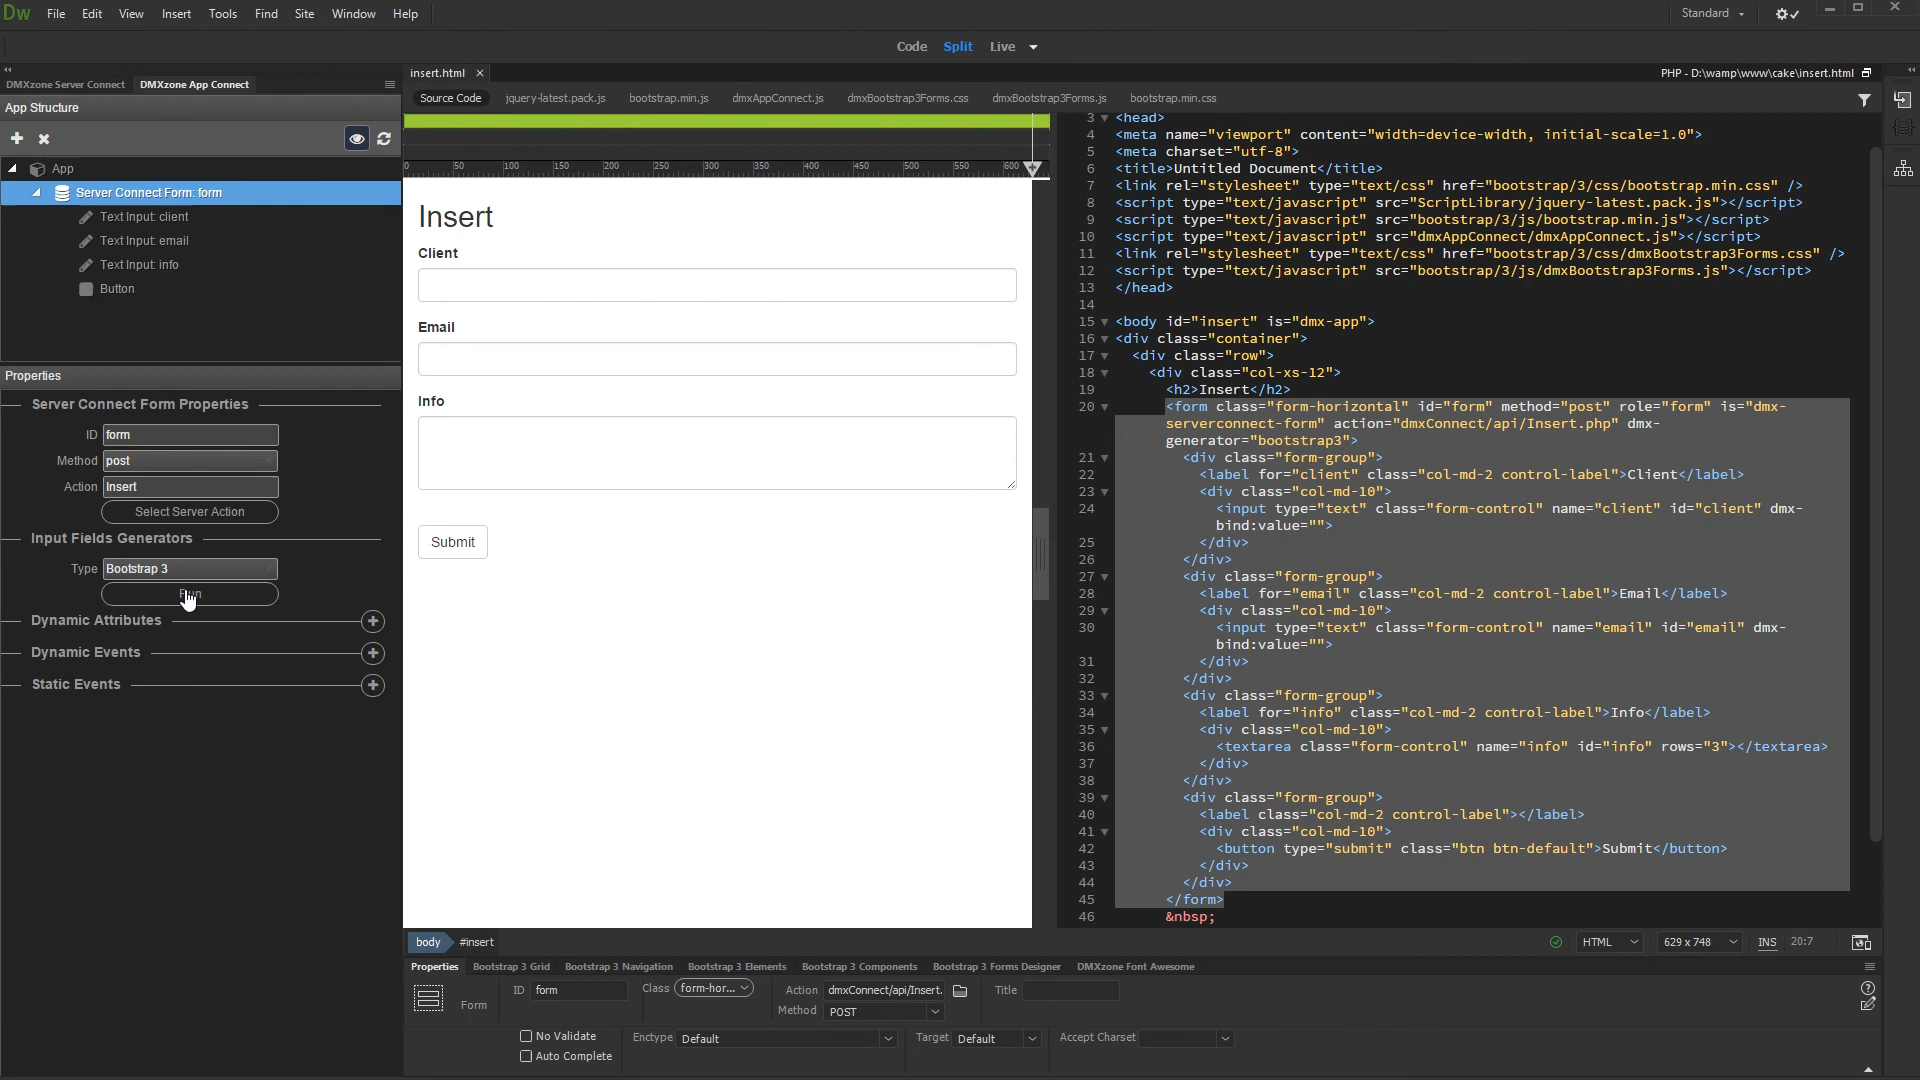 Dw File Edit View Insert Tools Find Site Window Help
Standard
Code Split Live
DMXzone Server Connect DMXzone App Connect
App Structure
App
Server Connect Form: form
Text Input: client
Text Input: email
Text Input: info
Button
Properties
Server Connect Form Properties
ID form
Method post
Action Insert
Select Server Action
Input Fields Generators
Type Bootstrap 3
Dynamic Attributes
Dynamic Events
Static Events
insert.html
PHP - D:\wamp\www\cake\insert.html
Source Code jquery-latest.pack.js bootstrap.min.js dmxAppConnect.js dmxBootstrap3Forms.css dmxBootstrap3Forms.js bootstrap.min.css
0 50 100 150 200 250 300 350 400 450 500 550 600
Insert
Client
Email
Info
Submit
3 <head>
4 <meta name="viewport" content="width=device-width, initial-scale=1.0">
5 <meta charset="utf-8">
6 <title>Untitled Document</title>
7 <link rel="stylesheet" type="text/css" href="bootstrap/3/css/bootstrap.min.css" />
8 <script type="text/javascript" src="ScriptLibrary/jquery-latest.pack.js"></script>
9 <script type="text/javascript" src="bootstrap/3/js/bootstrap.min.js"></script>
10 <script type="text/javascript" src="dmxAppConnect/dmxAppConnect.js"></script>
11 <link rel="stylesheet" type="text/css" href="bootstrap/3/css/dmxBootstrap3Forms.css" />
12 <script type="text/javascript" src="bootstrap/3/js/dmxBootstrap3Forms.js"></script>
13 </head>
14
15 <body id="insert" is="dmx-app">
16 <div class="container">
17 <div class="row">
18 <div class="col-xs-12">
19 <h2>Insert</h2>
20 <form class="form-horizontal" id="form" method="post" role="form" is="dmx-
serverconnect-form" action="dmxConnect/api/Insert.php" dmx-
generator="bootstrap3">
21 <div class="form-group">
22 <label for="client" class="col-md-2 control-label">Client</label>
23 <div class="col-md-10">
24 <input type="text" class="form-control" name="client" id="client" dmx-
bind:value="">
25 </div>
26 </div>
27 <div class="form-group">
28 <label for="email" class="col-md-2 control-label">Email</label>
29 <div class="col-md-10">
30 <input type="text" class="form-control" name="email" id="email" dmx-
bind:value="">
31 </div>
32 </div>
33 <div class="form-group">
34 <label for="info" class="col-md-2 control-label">Info</label>
35 <div class="col-md-10">
36 <textarea class="form-control" name="info" id="info" rows="3"></textarea>
37 </div>
38 </div>
39 <div class="form-group">
40 <label class="col-md-2 control-label"></label>
41 <div class="col-md-10">
42 <button type="submit" class="btn btn-default">Submit</button>
43 </div>
44 </div>
45 </form>
46 &nbsp;
body #insert
HTML 629 x 748 INS 20:7
Properties Bootstrap 3 Grid Bootstrap 3 Navigation Bootstrap 3 Elements Bootstrap 3 Components Bootstrap 3 Forms Designer DMXzone Font Awesome
Form ID form Class form-hor... Action dmxConnect/api/Insert. Title
Method POST
No Validate Enctype Default Target Default Accept Charset
Auto Complete